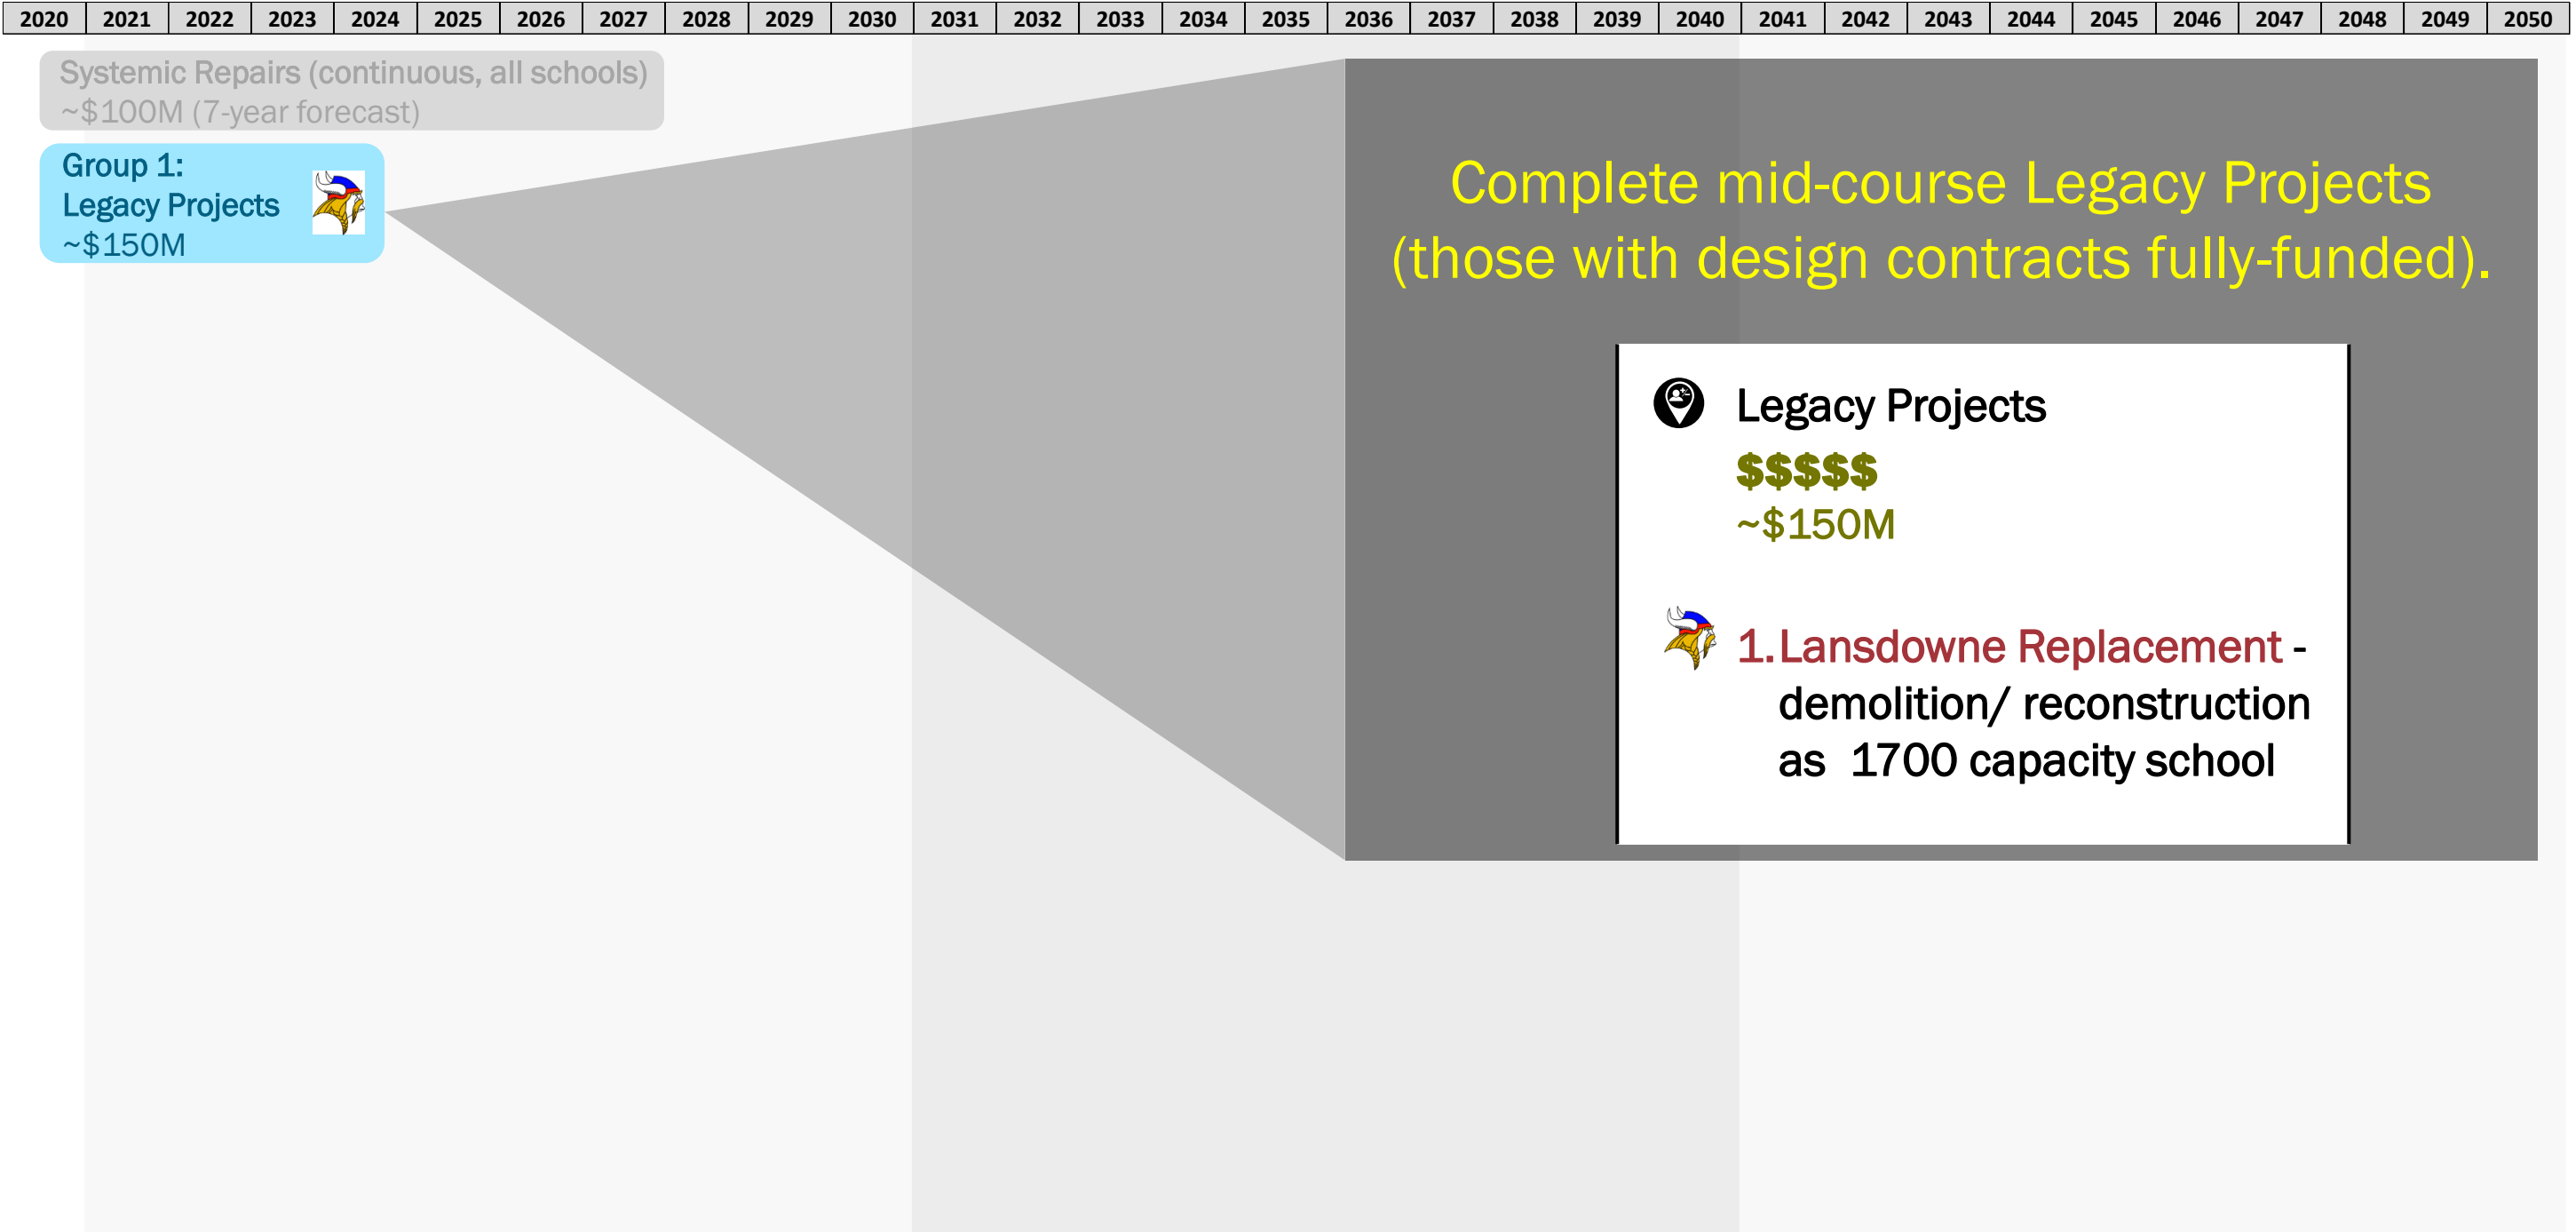 2020 2021 2022 2023 2024 2025 2026 2027 2028 2029 2030 2031 2032 2033 2034 2035 2036 2037 2038 2039 2040 2041 2042 2043 2044 2045 2046 2047 2048 2049 2050
Systemic Repairs (continuous, all schools)
~$100M (7-year forecast)
Group 1:
Legacy Projects
~$150M
Complete mid-course Legacy Projects
(those with design contracts fully-funded).
Legacy Projects
$$$$$
~$150M
1. Lansdowne Replacement -
demolition/ reconstruction
as 1700 capacity school